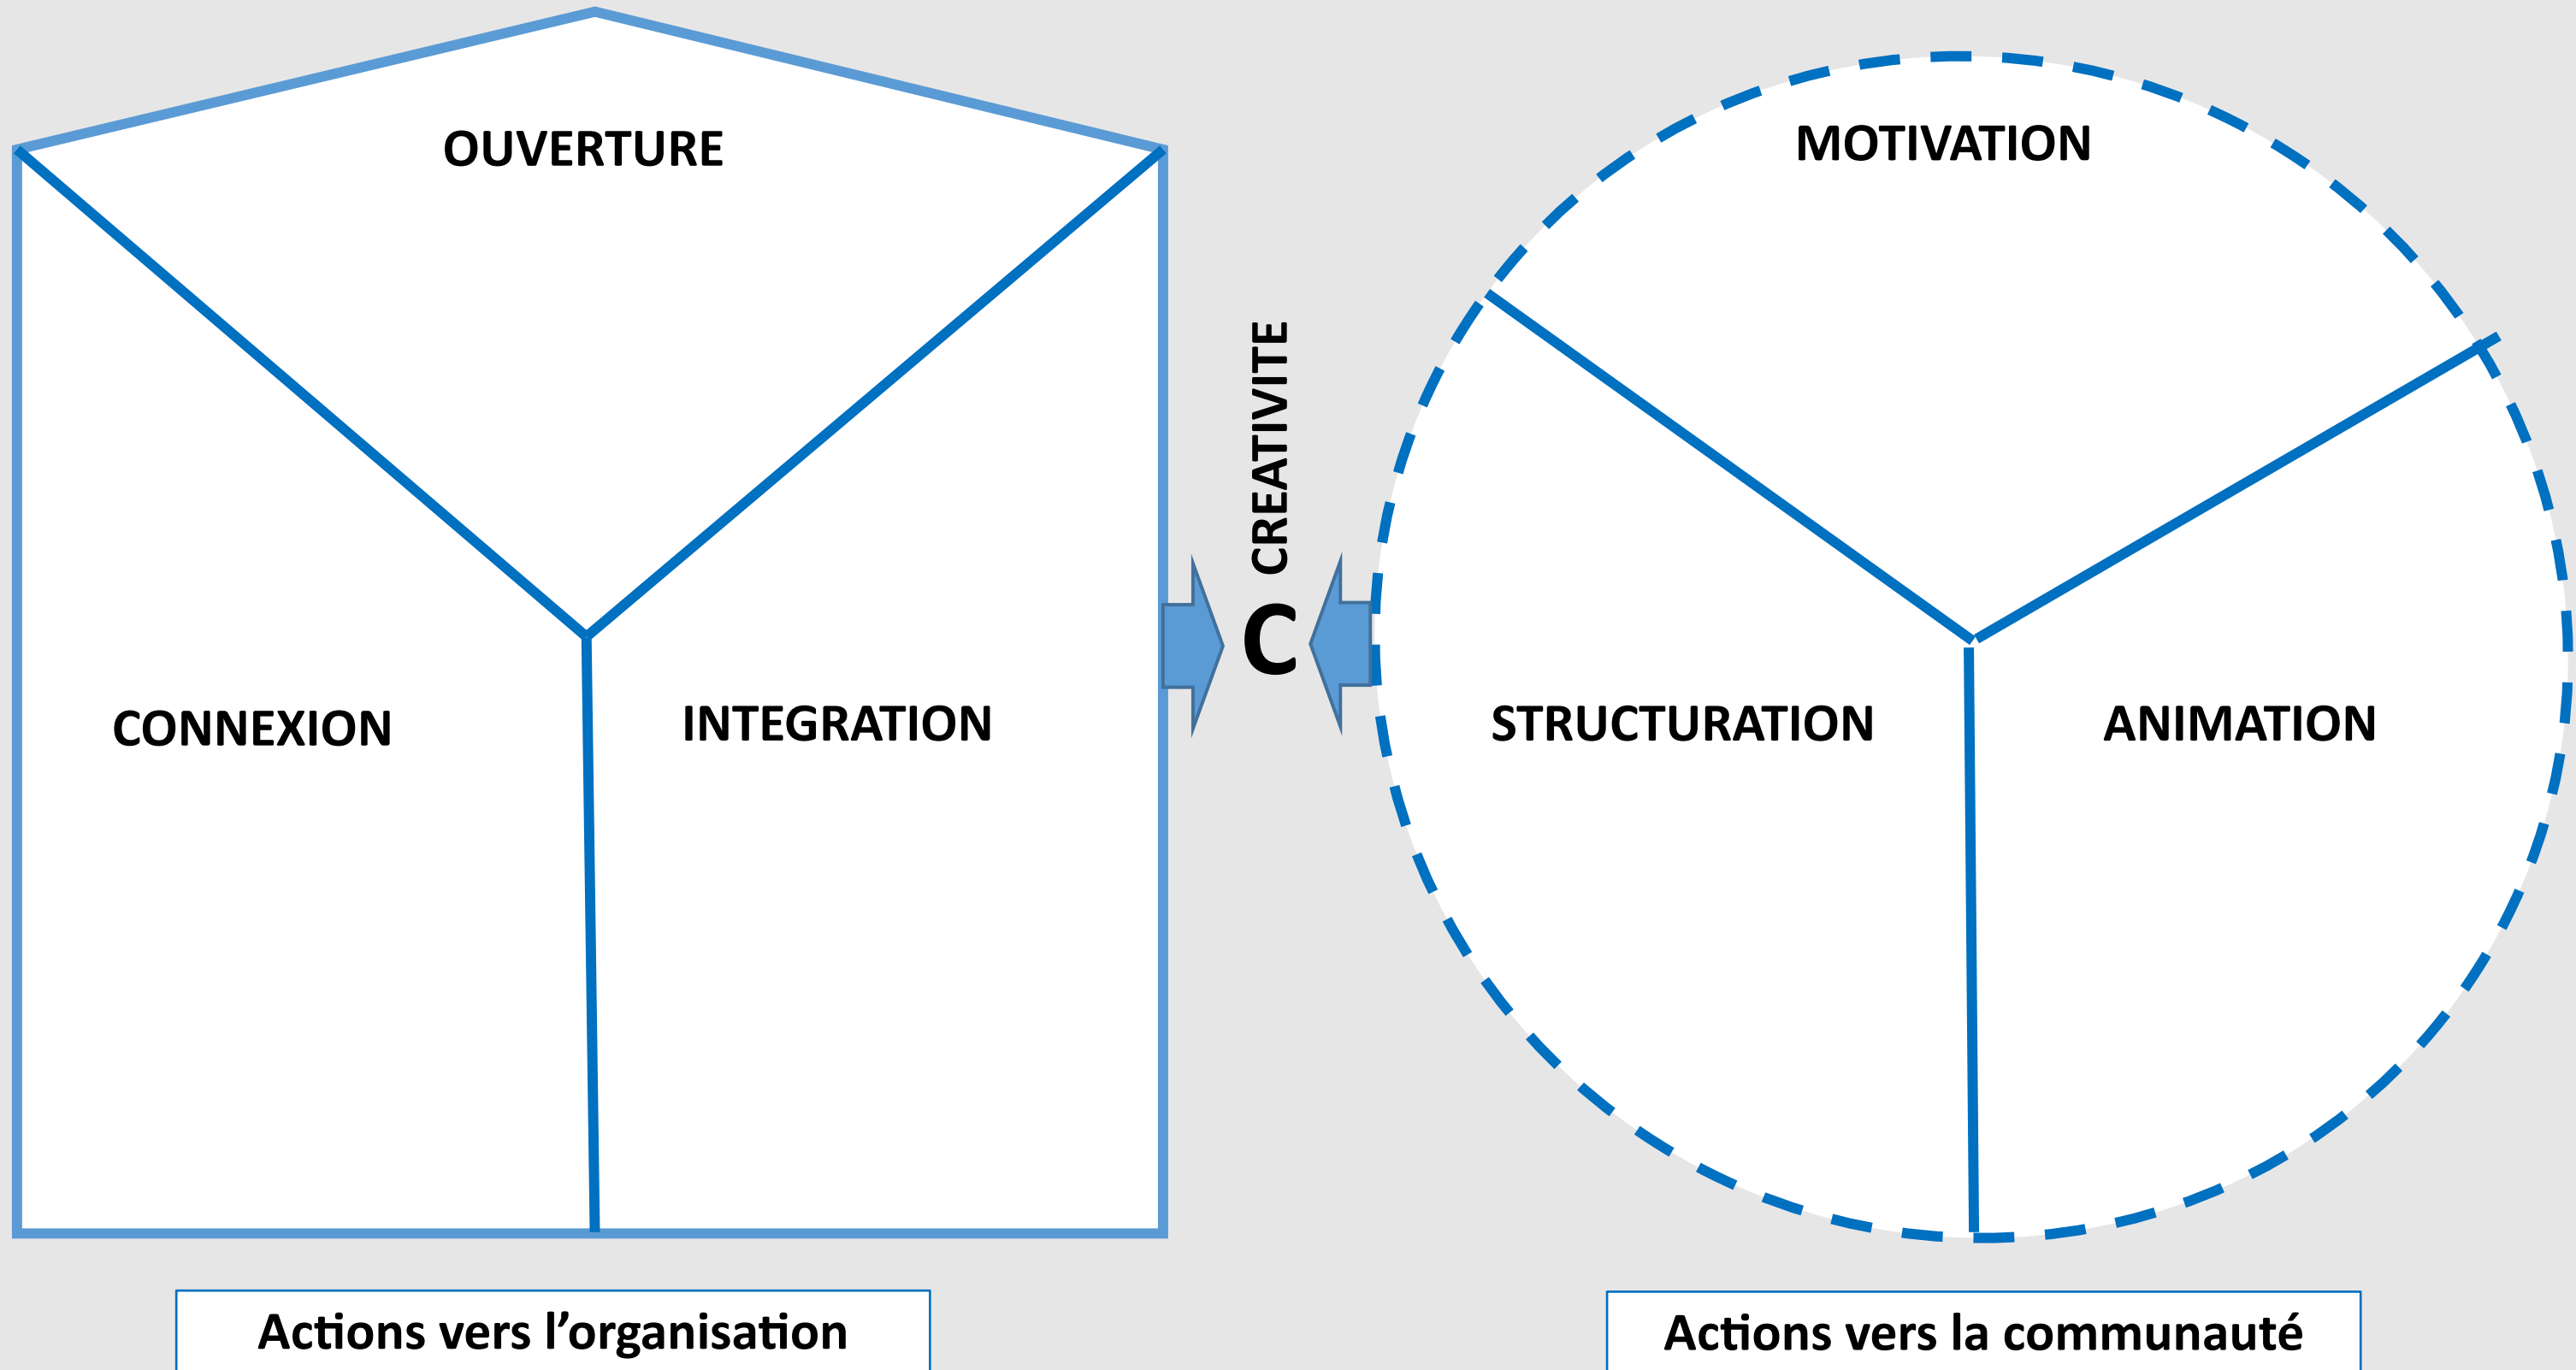 OUVERTURE
CONNEXION
INTEGRATION
Actions vers l’organisation
CREATIVITE
C
MOTIVATION
STRUCTURATION
ANIMATION
Actions vers la communauté